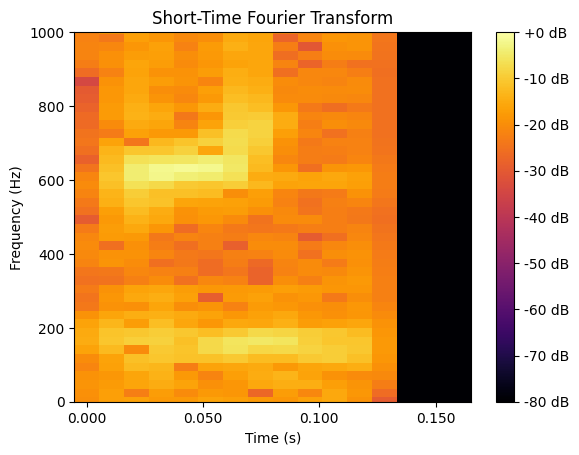 Short-Time Fourier Transform
Frequency (Hz)
1000
800
600
400
200
0
0.000
0.050
0.100
0.150
Time (s)
+0 dB
-10 dB
-20 dB
-30 dB
-40 dB
-50 dB
-60 dB
-70 dB
-80 dB